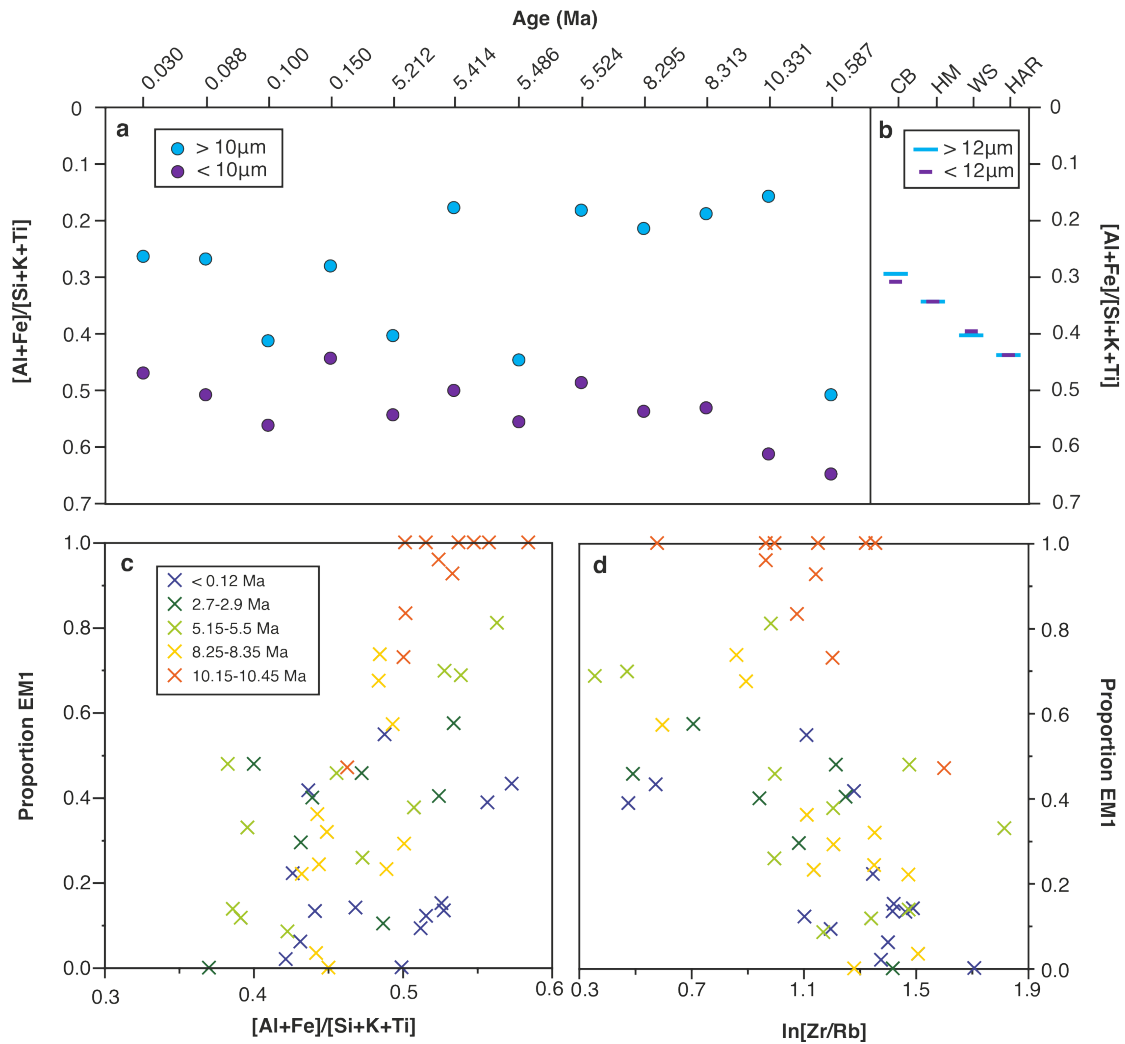 Age (Ma)
0.030 0.088 0.100 0.150 5.212 5.414 5.486 5.524 8.295 8.313 10.331 10.587 CB HM WS HAR
a
> 10µm
< 10µm
b
> 12µm
< 12µm
0
0.1
0.2
0.3
0.4
0.5
0.6
0.7
[Al+Fe]/[Si+K+Ti]
0
0.1
0.2
0.3
0.4
0.5
0.6
0.7
[Al+Fe]/[Si+K+Ti]
c
< 0.12 Ma
2.7-2.9 Ma
5.15-5.5 Ma
8.25-8.35 Ma
10.15-10.45 Ma
1.0
0.8
0.6
0.4
0.2
0.0
Proportion EM1
0.3 0.4 0.5 0.6
[Al+Fe]/[Si+K+Ti]
d
1.0
0.8
0.6
0.4
0.2
0.0
Proportion EM1
0.3 0.7 1.1 1.5 1.9
ln[Zr/Rb]